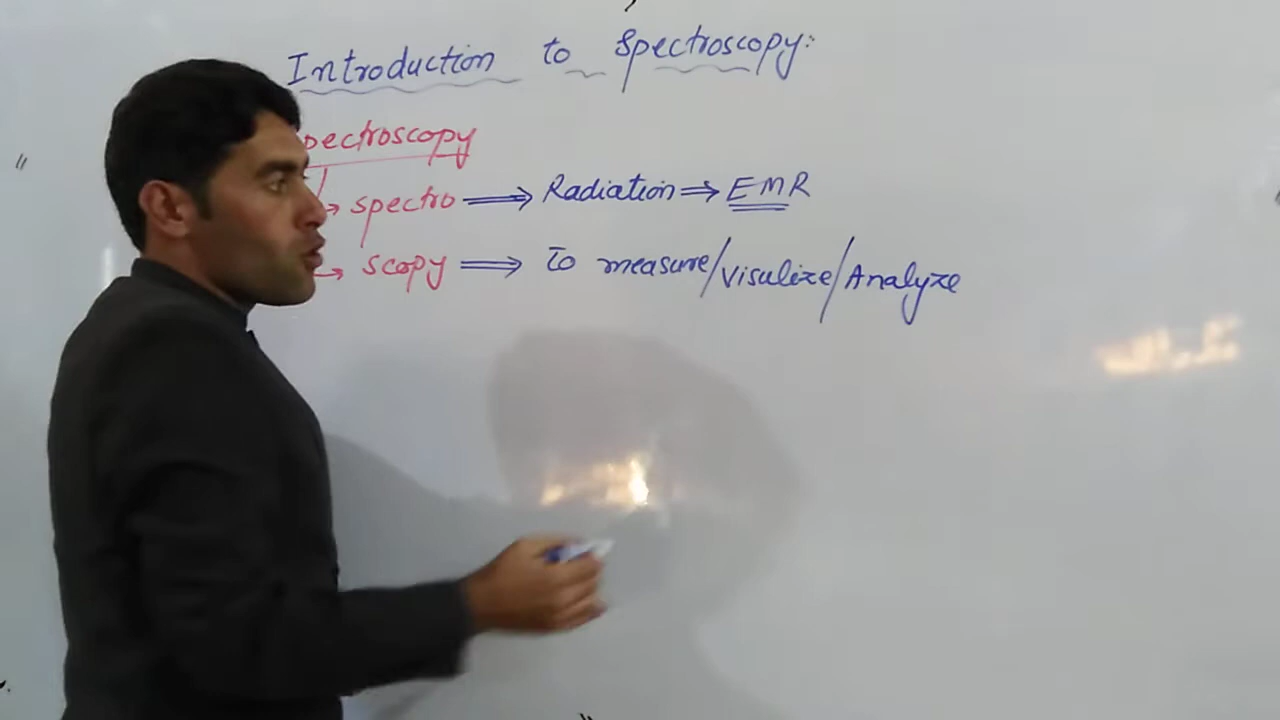 Introduction to Spectroscopy:
pectroscopy
spectro ⟹ Radiation ⟹ EMR
scopy ⟹ To measure/Visulize/Analyze